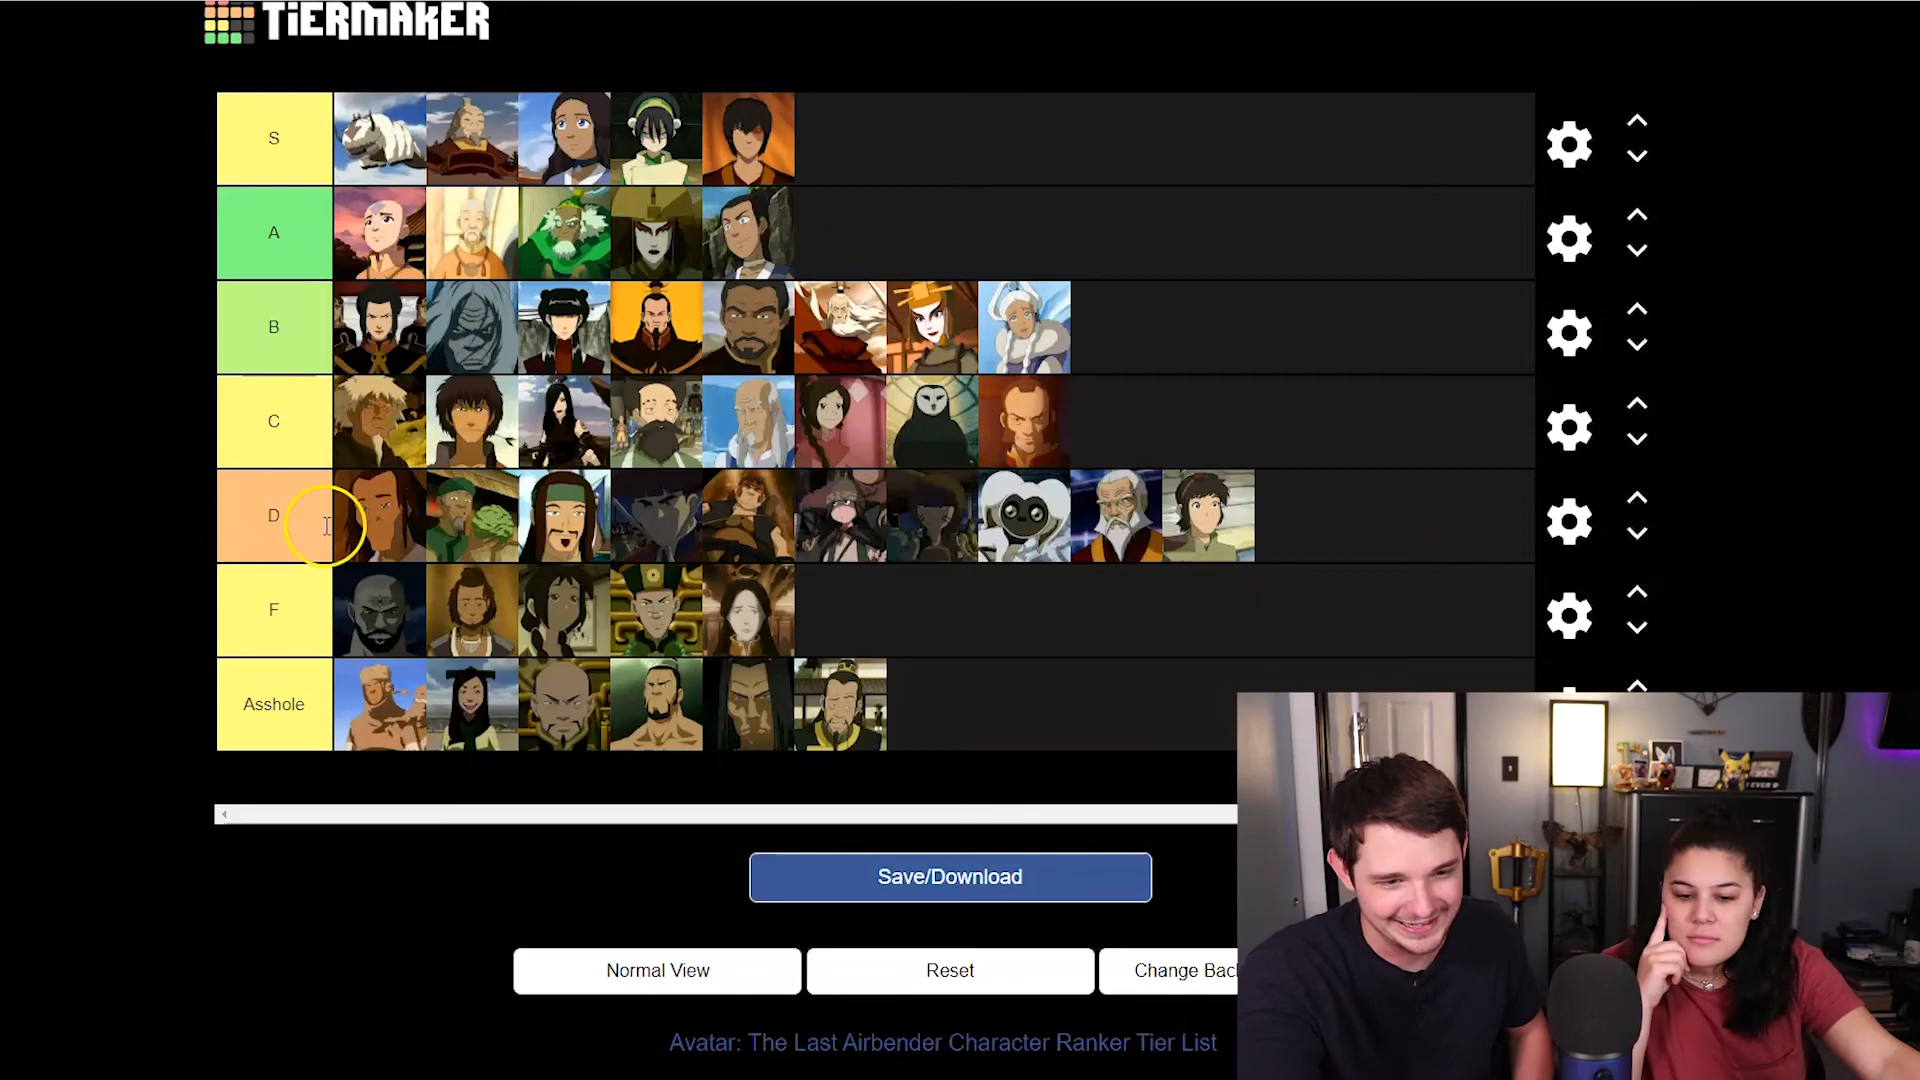 TiERMAKER
S
A
B
C
D
F
Asshole
Save/Download
Normal View
Reset
Change Bac
Avatar: The Last Airbender Character Ranker Tier List